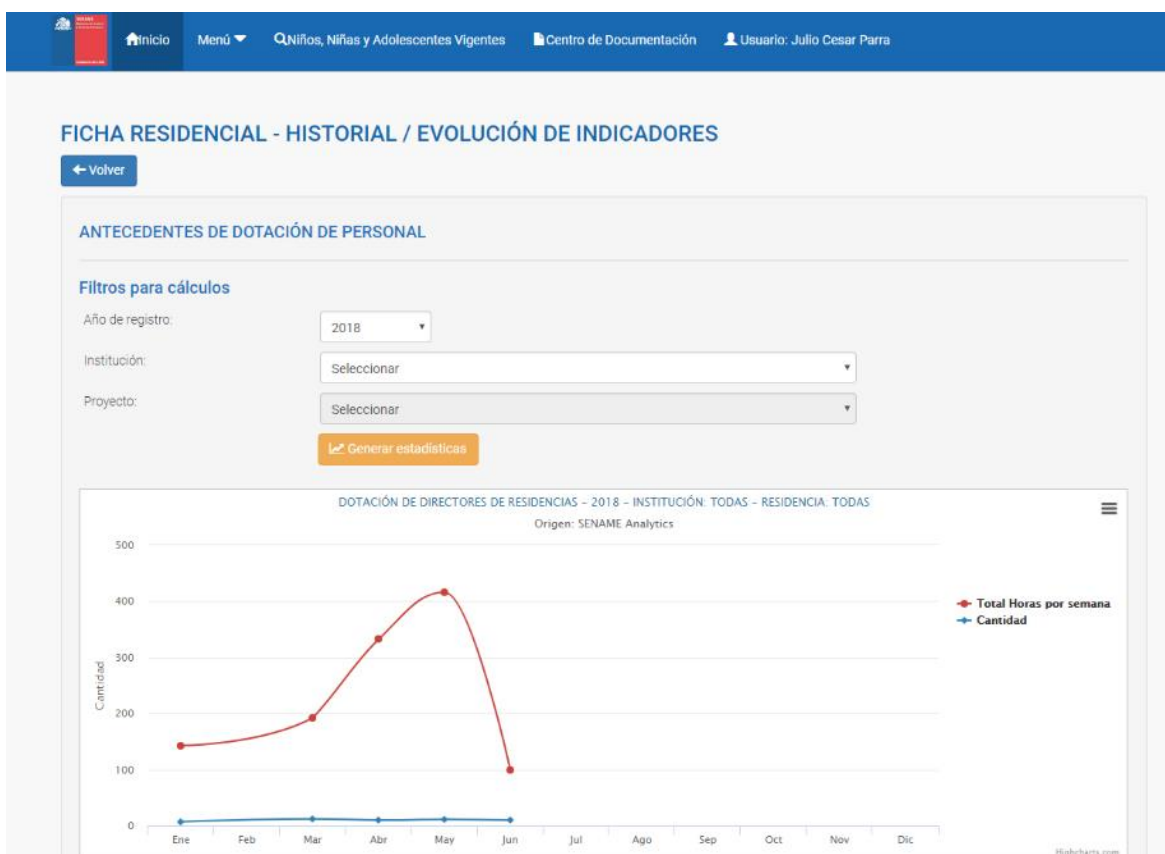 Inicio Menú Niños, Niñas y Adolescentes Vigentes Centro de Documentación Usuario: Julio Cesar Parra
FICHA RESIDENCIAL - HISTORIAL / EVOLUCIÓN DE INDICADORES
Volver
ANTECEDENTES DE DOTACIÓN DE PERSONAL
Filtros para cálculos
Año de registro:
2018
Institución:
Seleccionar
Proyecto:
Seleccionar
Generar estadísticas
DOTACIÓN DE DIRECTORES DE RESIDENCIAS - 2018 - INSTITUCIÓN: TODAS - RESIDENCIA: TODAS
Origen: SENAME Analytics
500
400
300
200
100
0
Cantidad
Total Horas por semana
Cantidad
Ene Feb Mar Abr May Jun Jul Ago Sep Oct Nov Dic
Highcharts.com